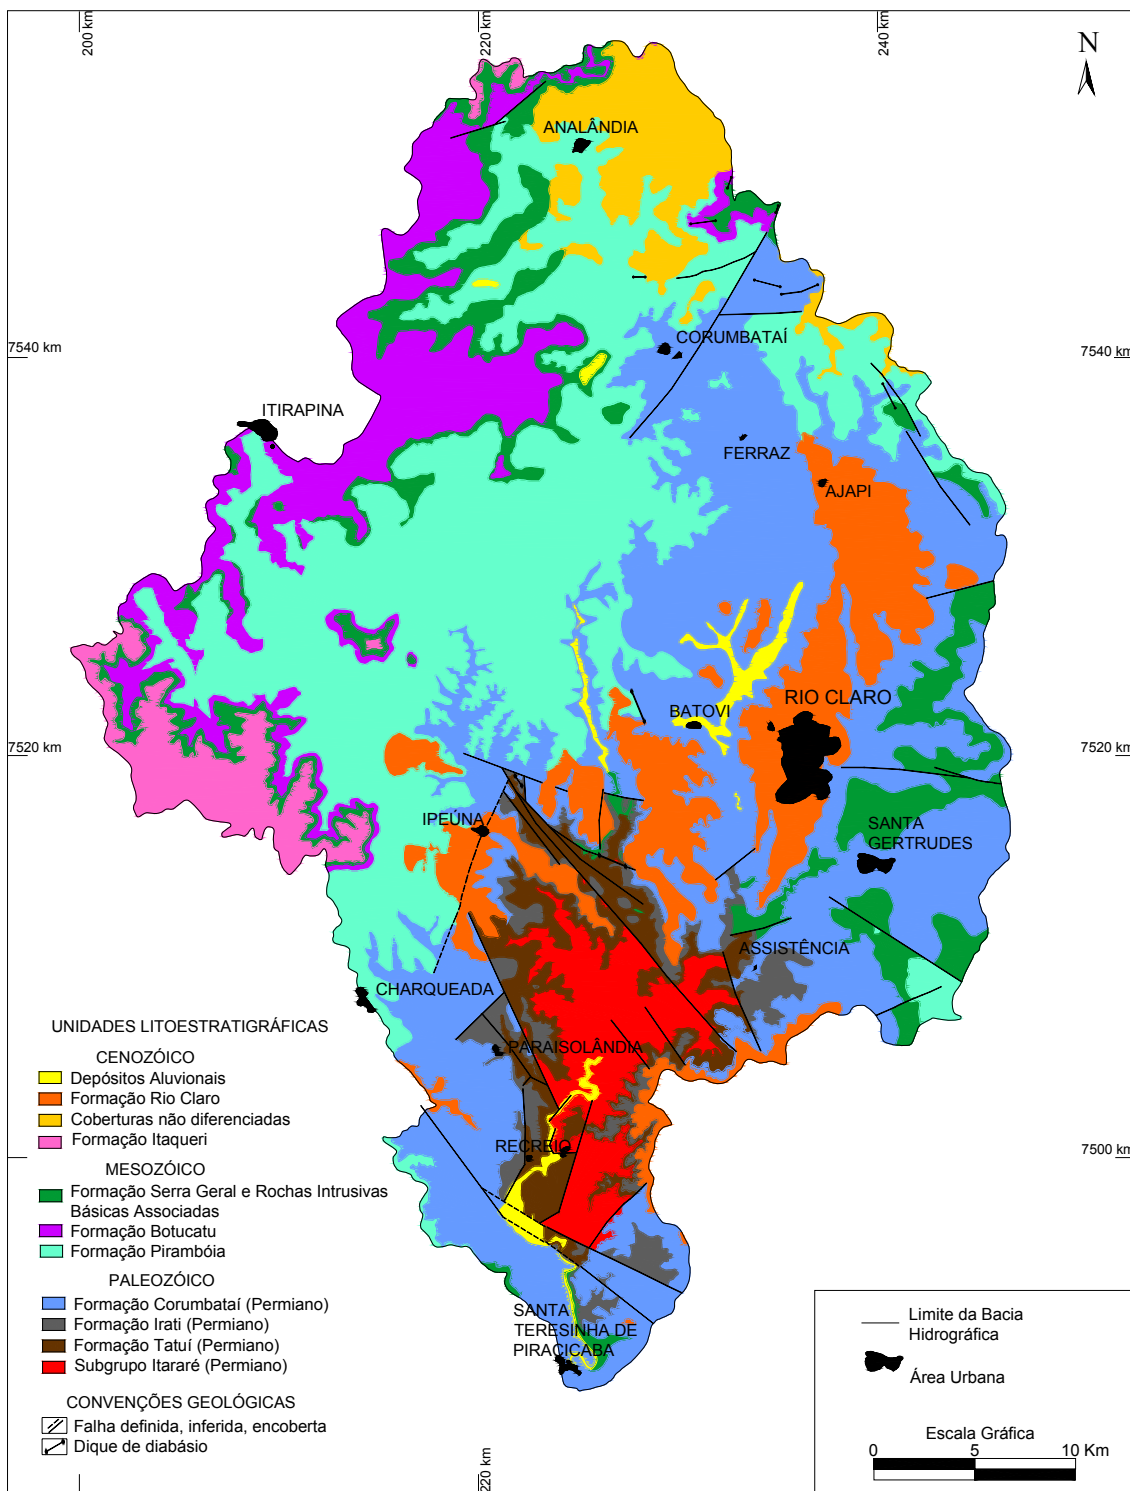 200 km
220 km
240 km
N
ANALÂNDIA
CORUMBATAÍ
7540 km
7540 km
ITIRAPINA
FERRAZ
AJAPI
RIO CLARO
BATOVI
7520 km
7520 km
IPEÚNA
SANTA
GERTRUDES
ASSISTÊNCIA
CHARQUEADA
PARAISOLÂNDIA
RECREIO
7500 km
SANTA
TERESINHA DE
PIRACICABA
UNIDADES LITOESTRATIGRÁFICAS
CENOZÓICO
Depósitos Aluvionais
Formação Rio Claro
Coberturas não diferenciadas
Formação Itaqueri
MESOZÓICO
Formação Serra Geral e Rochas Intrusivas
Básicas Associadas
Formação Botucatu
Formação Pirambóia
PALEOZÓICO
Formação Corumbataí (Permiano)
Formação Irati (Permiano)
Formação Tatuí (Permiano)
Subgrupo Itararé (Permiano)
CONVENÇÕES GEOLÓGICAS
Falha definida, inferida, encoberta
Dique de diabásio
Limite da Bacia
Hidrográfica
Área Urbana
Escala Gráfica
0 5 10 Km
220 km